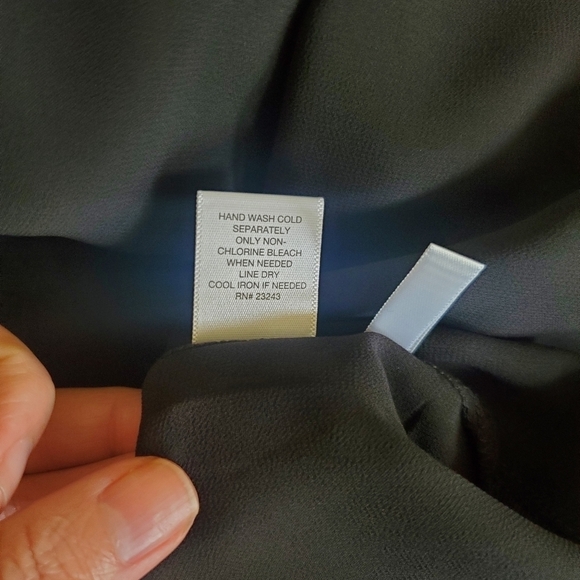 HAND WASH COLD
SEPARATELY
ONLY NON-
CHLORINE BLEACH
WHEN NEEDED
LINE DRY
COOL IRON IF NEEDED
RN# 23243